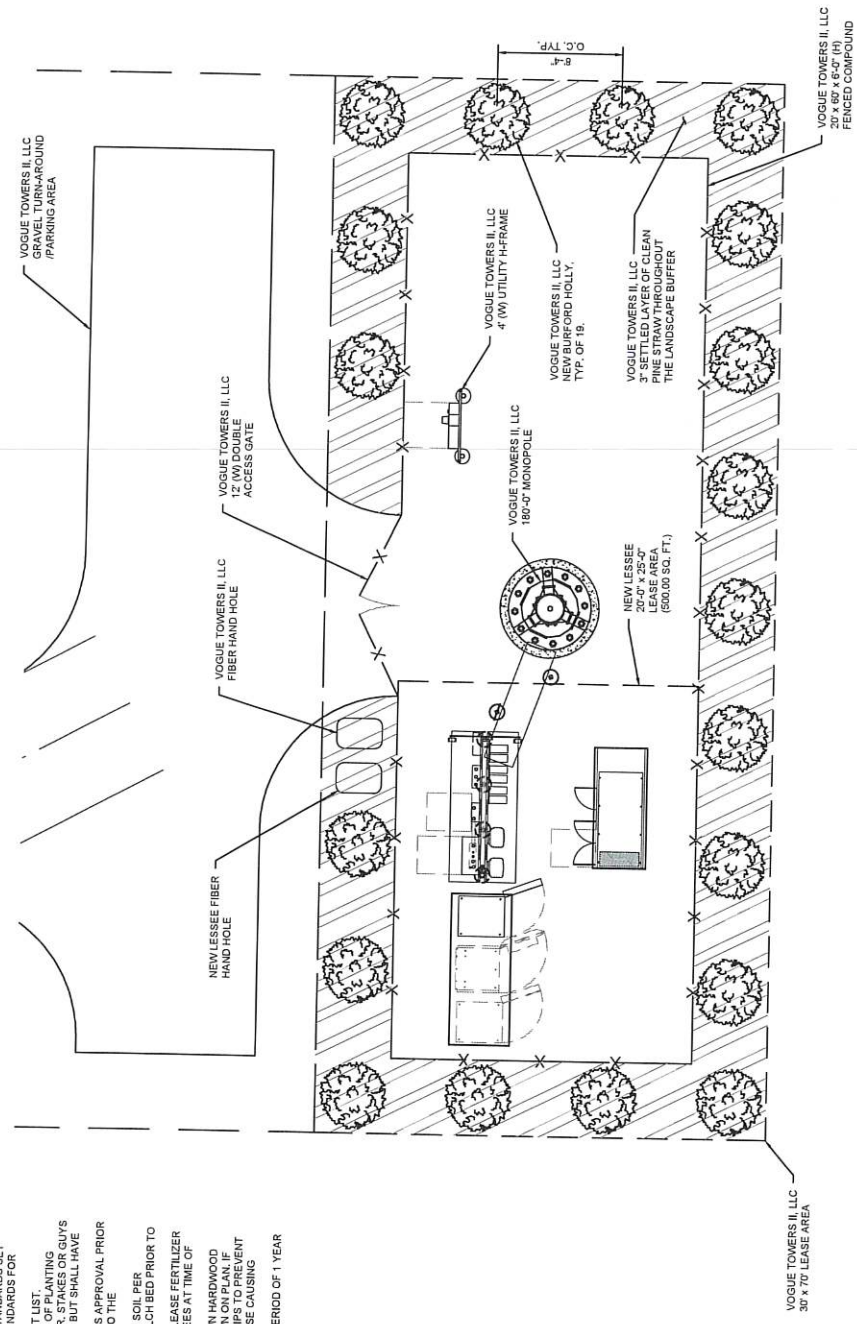 NDARDS FOR
T LIST.
OF PLANTING
R, STAKES OR GUYS
BUT SHALL HAVE
S APPROVAL PRIOR
O THE
SOIL PER
LCH BED PRIOR TO
LEASE FERTILIZER
EES AT TIME OF
N HARDWOOD
N ON PLAN. IF
IPS TO PREVENT
SE CAUSING
ERIOD OF 1 YEAR
VOGUE TOWERS II, LLC
GRAVEL TURN-AROUND
/PARKING AREA
VOGUE TOWERS II, LLC
12' (W) DOUBLE
ACCESS GATE
VOGUE TOWERS II, LLC
FIBER HAND HOLE
NEW LESSEE FIBER
HAND HOLE
8'-4"
O.C. TYP.
VOGUE TOWERS II, LLC
4' (W) UTILITY H-FRAME
VOGUE TOWERS II, LLC
NEW BURFORD HOLLY.
TYP. OF 19.
VOGUE TOWERS II, LLC
3" SETTLED LAYER OF CLEAN
PINE STRAW THROUGHOUT
THE LANDSCAPE BUFFER
VOGUE TOWERS II, LLC
180'-0" MONOPOLE
NEW LESSEE
20'-0" x 25'-0"
LEASE AREA
(500.00 SQ. FT.)
VOGUE TOWERS II, LLC
20' x 60' x 6'-0" (H)
FENCED COMPOUND
VOGUE TOWERS II, LLC
30' x 70' LEASE AREA